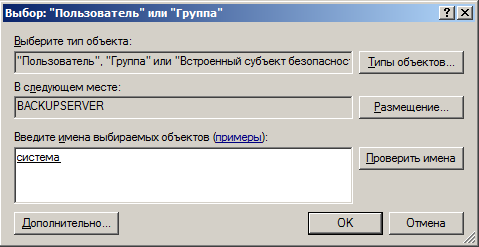 Выбор: "Пользователь" или "Группа"
Выберите тип объекта:
"Пользователь", "Группа" или "Встроенный субъект безопасност
Типы объектов...
В следующем месте:
BACKUPSERVER
Размещение...
Введите имена выбираемых объектов (примеры):
система
Проверить имена
Дополнительно...
OK
Отмена